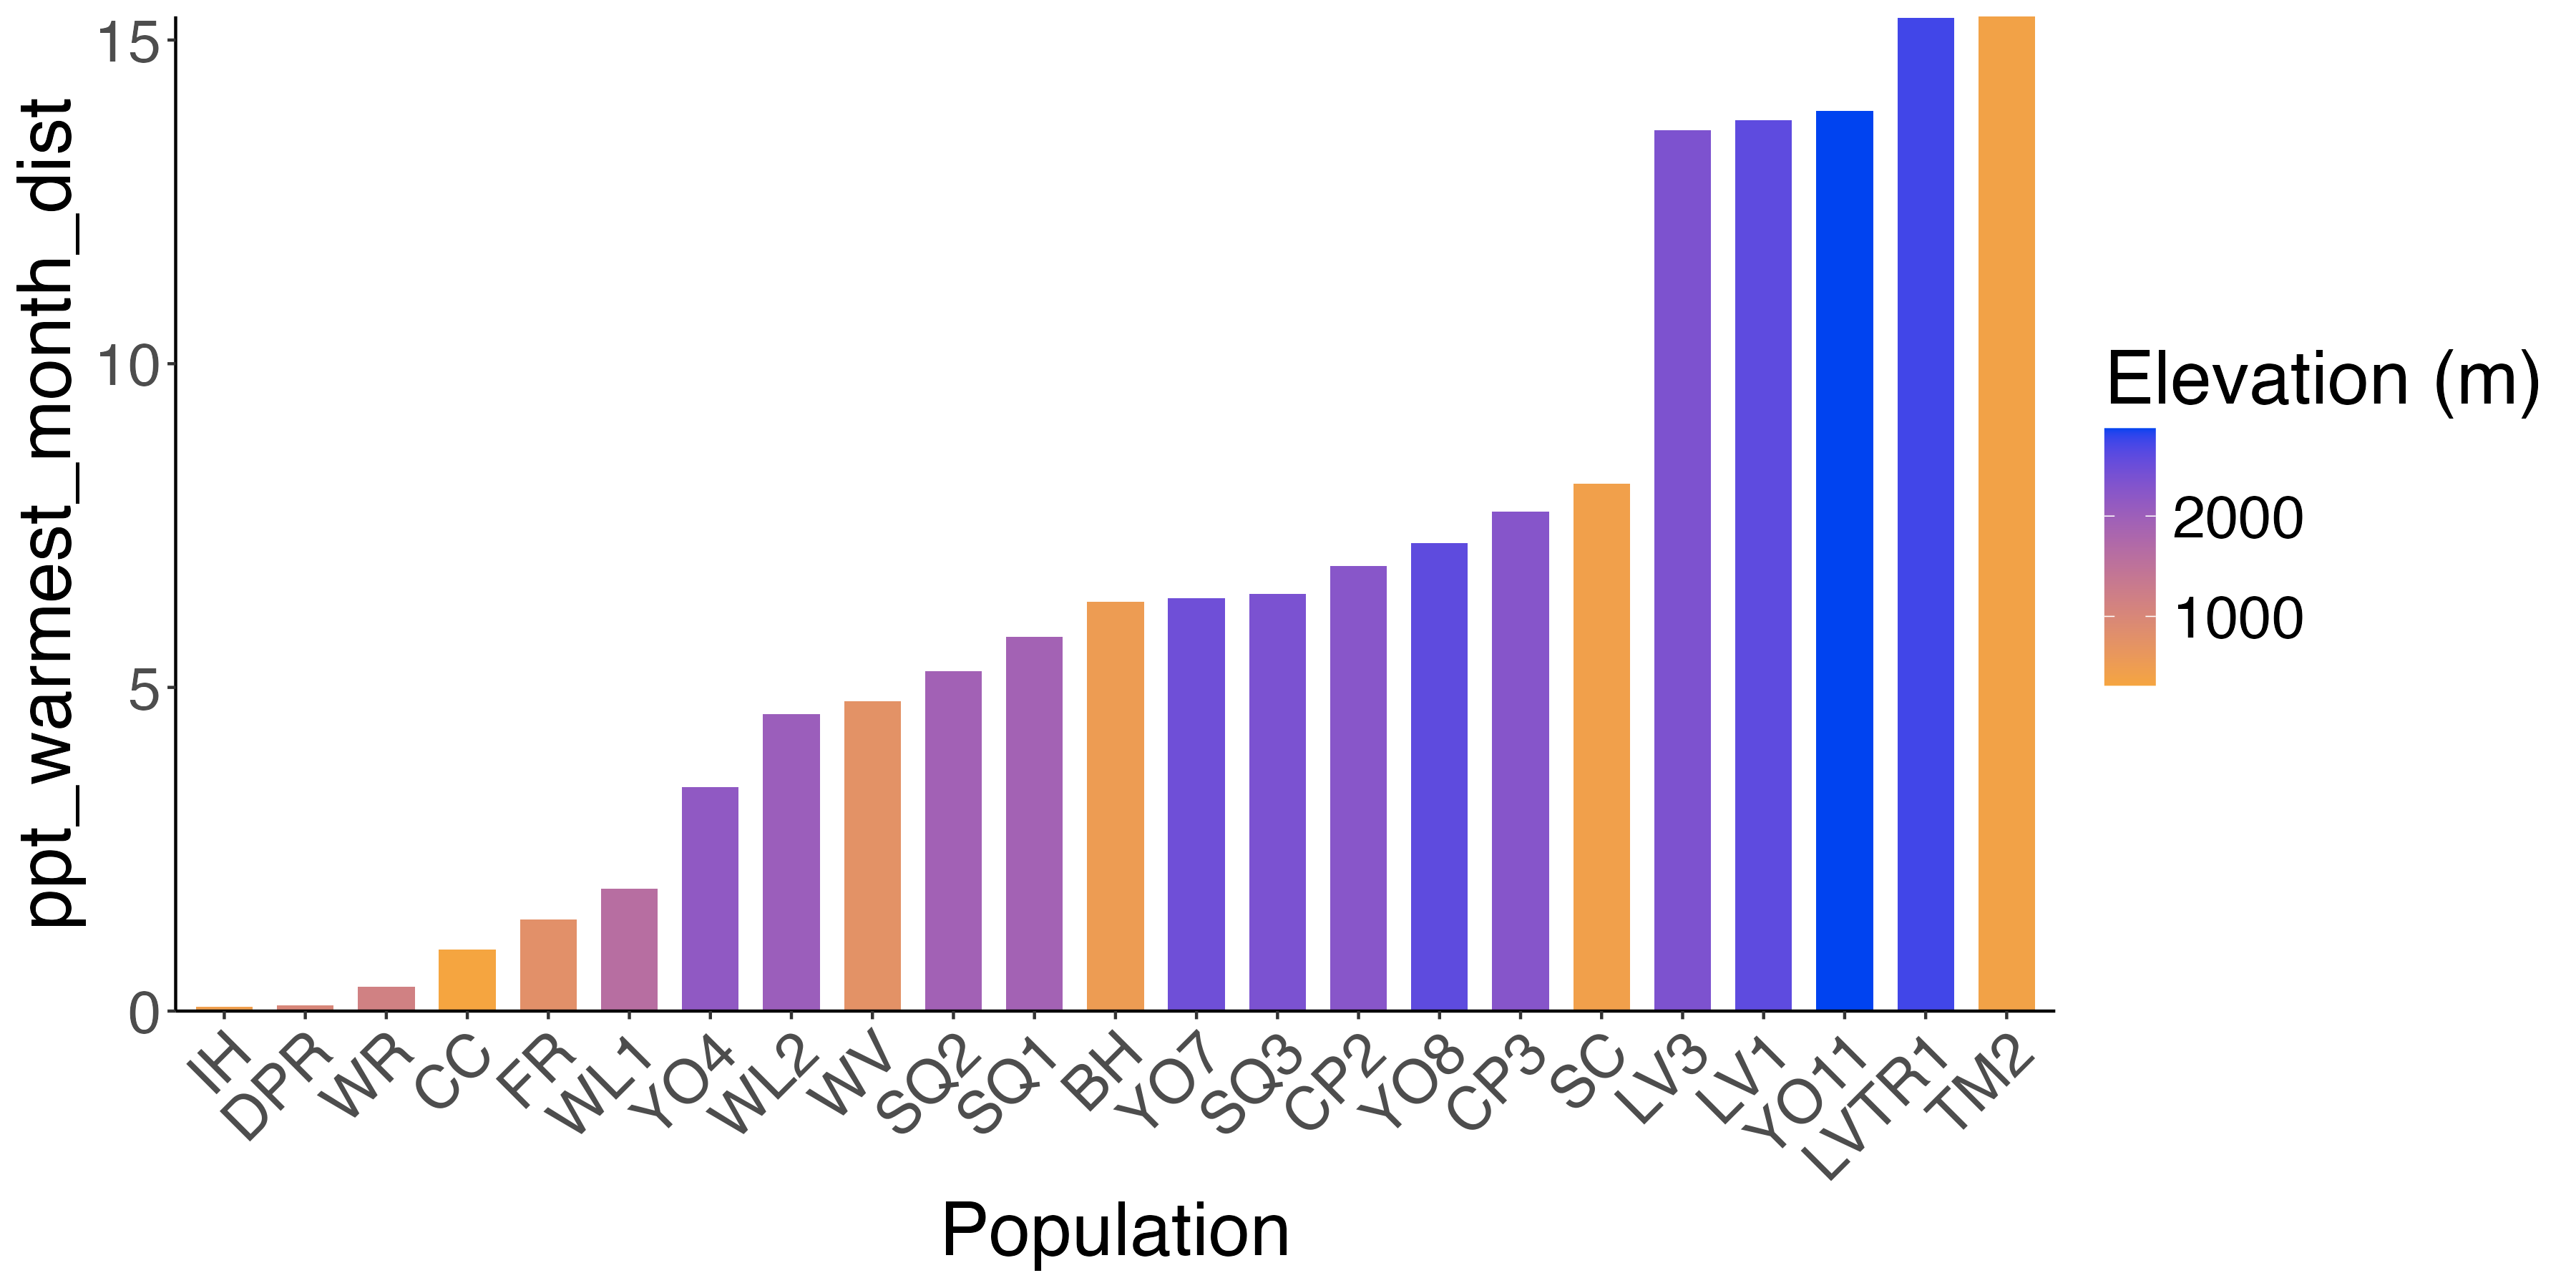 ppt_warmest_month_dist
15
10
5
0
IH
DPR
WR
CC
FR
WL1
YO4
WL2
WV
SQ2
SQ1
BH
YO7
SQ3
CP2
YO8
CP3
SC
LV3
LV1
YO11
LVTR1
TM2
Population
Elevation (m)
2000
1000